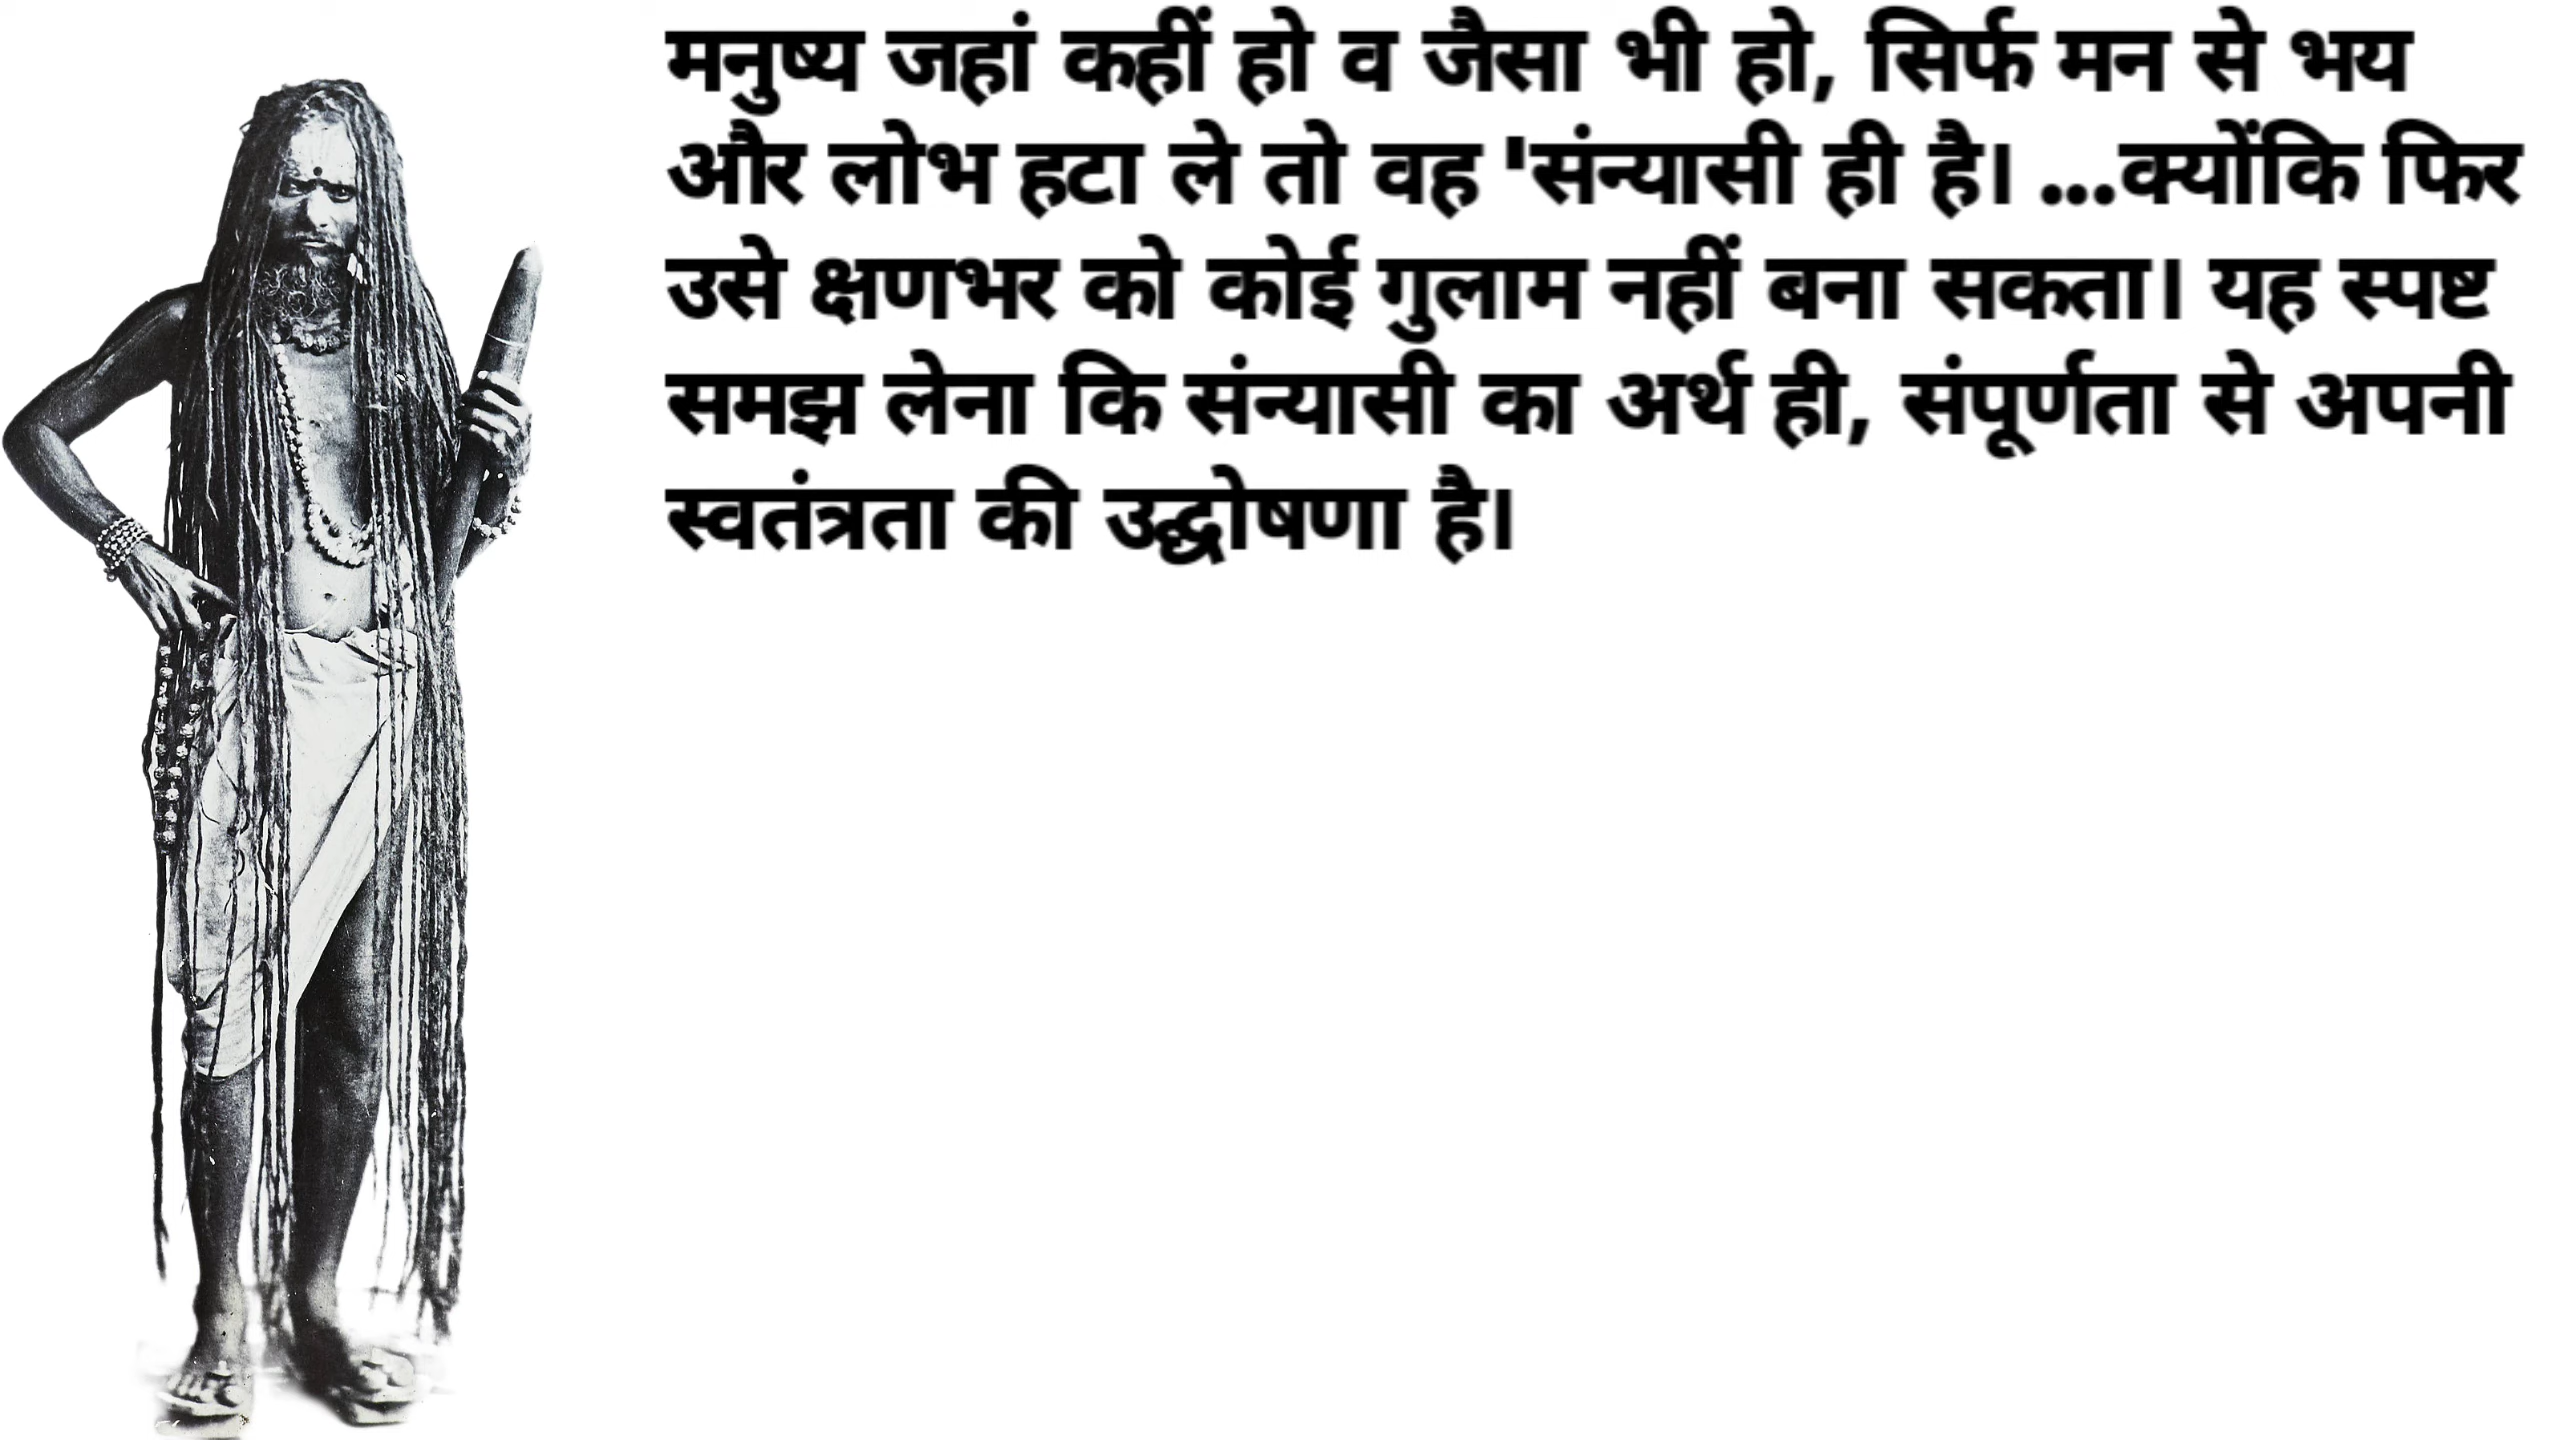 मनुष्य जहां कहीं हो व जैसा भी हो, सिर्फ मन से भय
और लोभ हटा ले तो वह 'संन्यासी ही है। ...क्योंकि फिर
उसे क्षणभर को कोई गुलाम नहीं बना सकता। यह स्पष्ट
समझ लेना कि संन्यासी का अर्थ ही, संपूर्णता से अपनी
स्वतंत्रता की उद्घोषणा है।